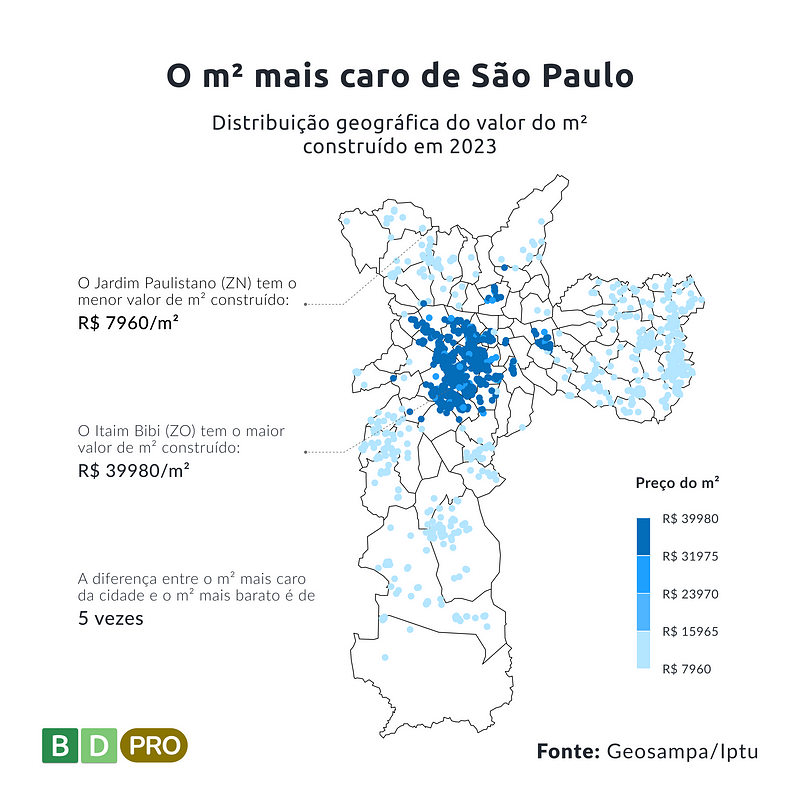 O m² mais caro de São Paulo
Distribuição geográfica do valor do m²
construído em 2023
O Jardim Paulistano (ZN) tem o
menor valor de m² construído:
R$ 7960/m²
O Itaim Bibi (ZO) tem o maior
valor de m² construído:
R$ 39980/m²
A diferença entre o m² mais caro
da cidade e o m² mais barato é de
5 vezes
Preço do m²
R$ 39980
R$ 31975
R$ 23970
R$ 15965
R$ 7960
B D PRO
Fonte: Geosampa/Iptu